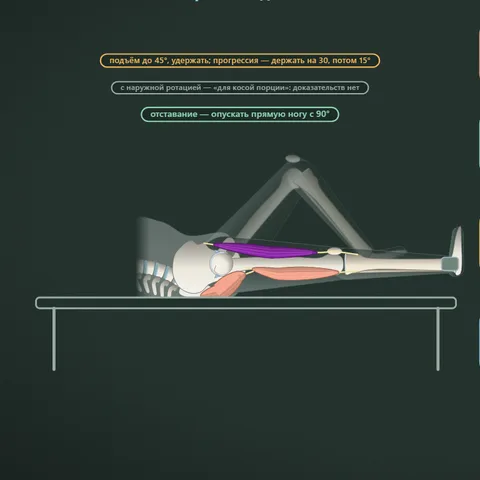 подъём до 45°, удержать; прогрессия — держать на 30, потом 15°
с наружной ротацией — «для косой порции»: доказательств нет
отставание — опускать прямую ногу с 90°